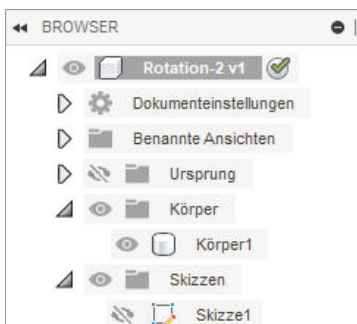 BROWSER
Rotation-2 v1
Dokumenteinstellungen
Benannte Ansichten
Ursprung
Körper
Körper1
Skizzen
Skizze1